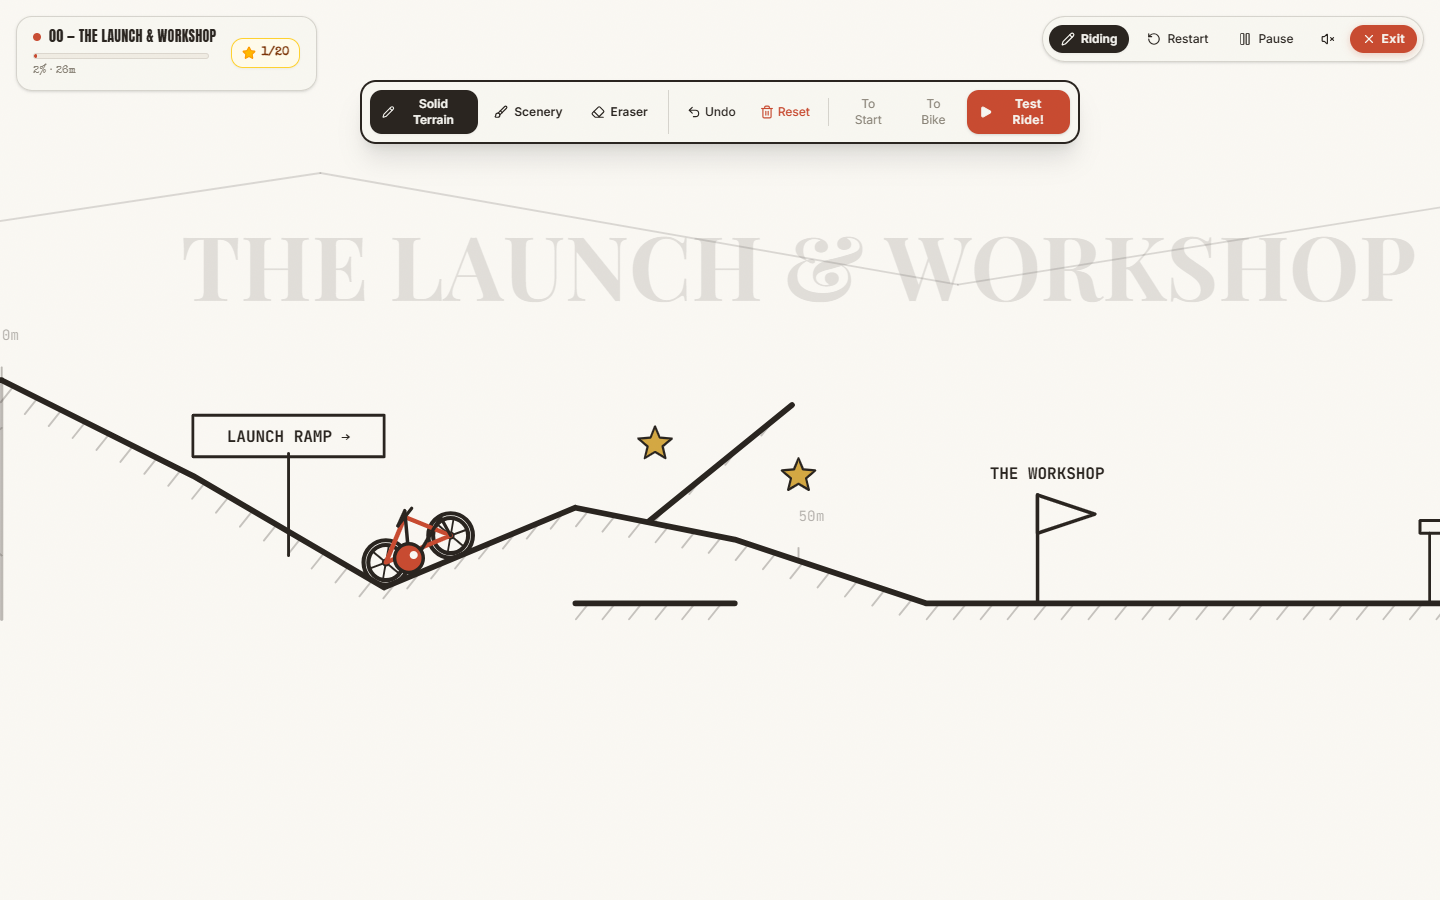 00 – THE LAUNCH & WORKSHOP
1/20
2% · 26m
Riding
Restart
Pause
Exit
Solid Terrain
Scenery
Eraser
Undo
Reset
To Start
To Bike
Test Ride!
THE LAUNCH & WORKSHOP
0m
LAUNCH RAMP →
THE WORKSHOP
50m